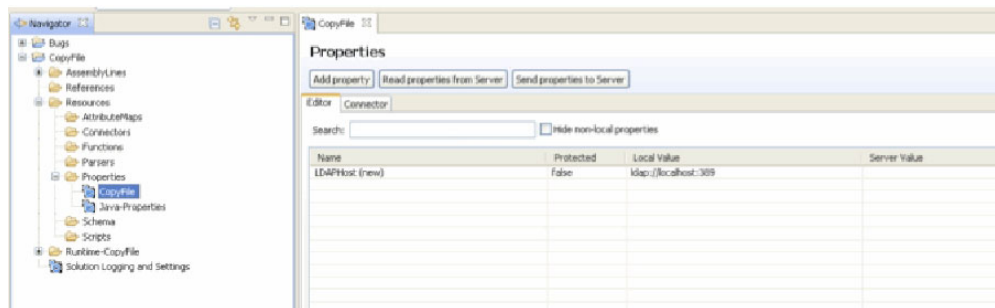 Navigator
Bugs
CopyFile
AssemblyLines
References
Resources
AttributeMaps
Connectors
Functions
Parsers
Properties
CopyFile
Java-Properties
Schema
Scripts
Runtime-CopyFile
Solution Logging and Settings
CopyFile
Properties
Add property Read properties from Server Send properties to Server
Editor Connector
Search: Hide non-local properties
Name Protected Local Value Server Value
LDAPHost (new) False ldap://localhost:389